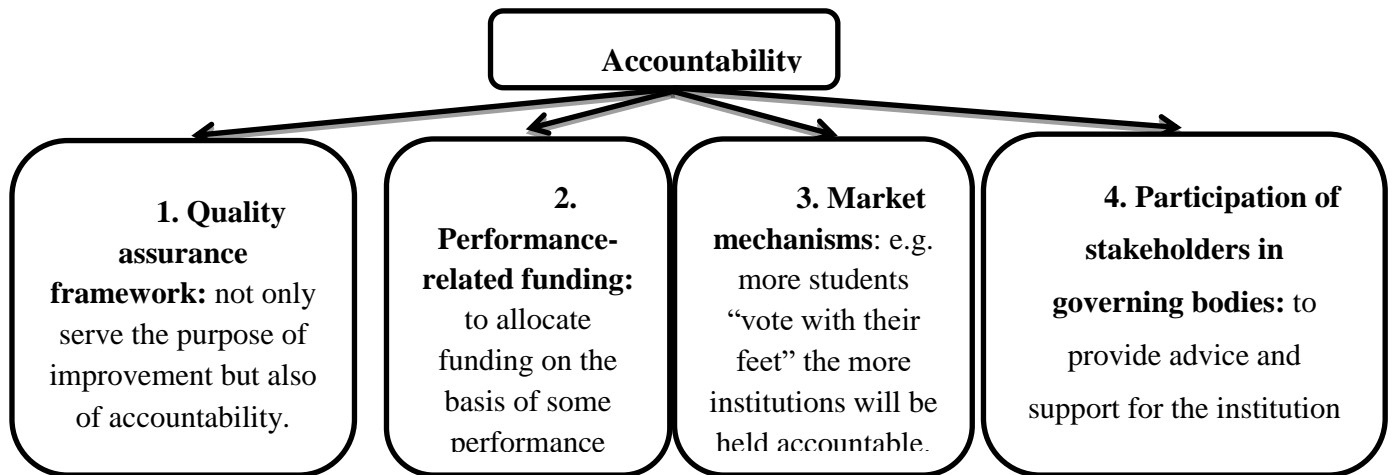 Accountability
1. Quality
assurance
framework: not only
serve the purpose of
improvement but also
of accountability.
2.
Performance-
related funding:
to allocate
funding on the
basis of some
performance
3. Market
mechanisms: e.g.
more students
“vote with their
feet” the more
institutions will be
held accountable.
4. Participation of
stakeholders in
governing bodies: to
provide advice and
support for the institution